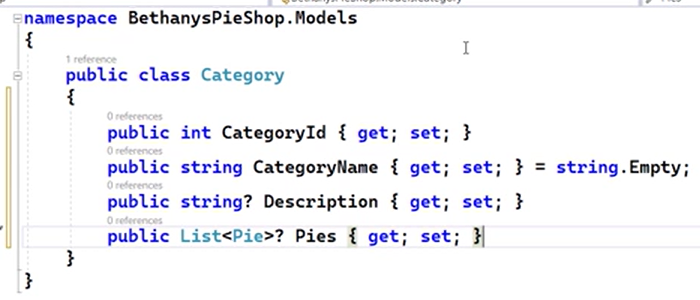 namespace BethanysPieShop.Models
{
1 reference
public class Category
{
0 references
public int CategoryId { get; set; }
0 references
public string CategoryName { get; set; } = string.Empty;
0 references
public string? Description { get; set; }
0 references
public List<Pie>? Pies { get; set; }
}
}